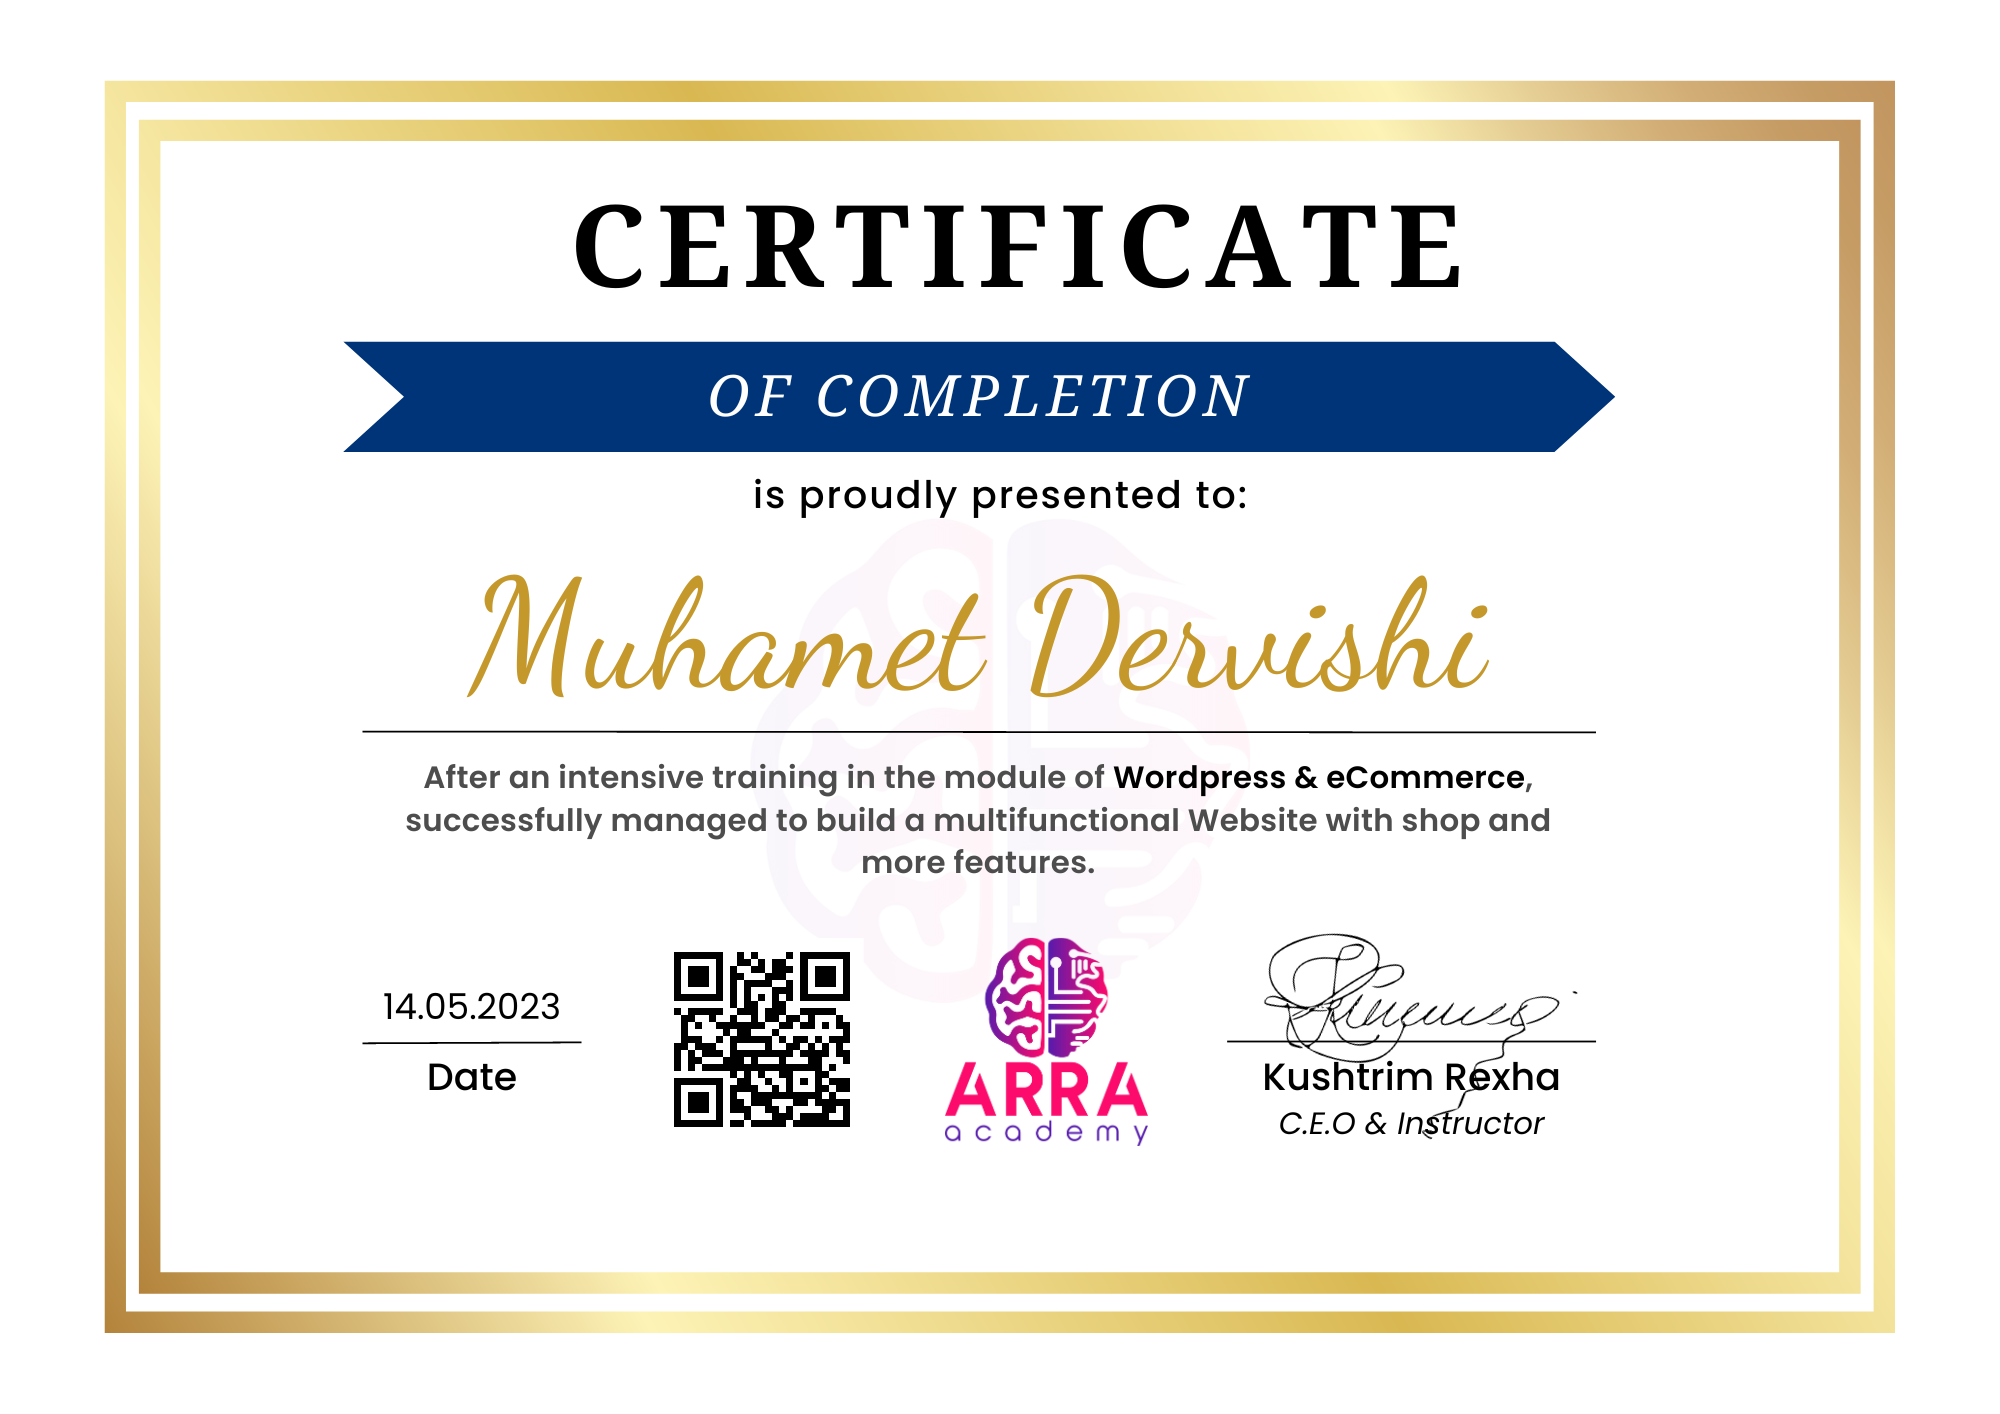 CERTIFICATE
OF COMPLETION
is proudly presented to:
Muhamet Dervishi
After an intensive training in the module of Wordpress & eCommerce,
successfully managed to build a multifunctional Website with shop and
more features.
14.05.2023
Date
ARRA
academy
Kushtrim Rexha
C.E.O & Instructor